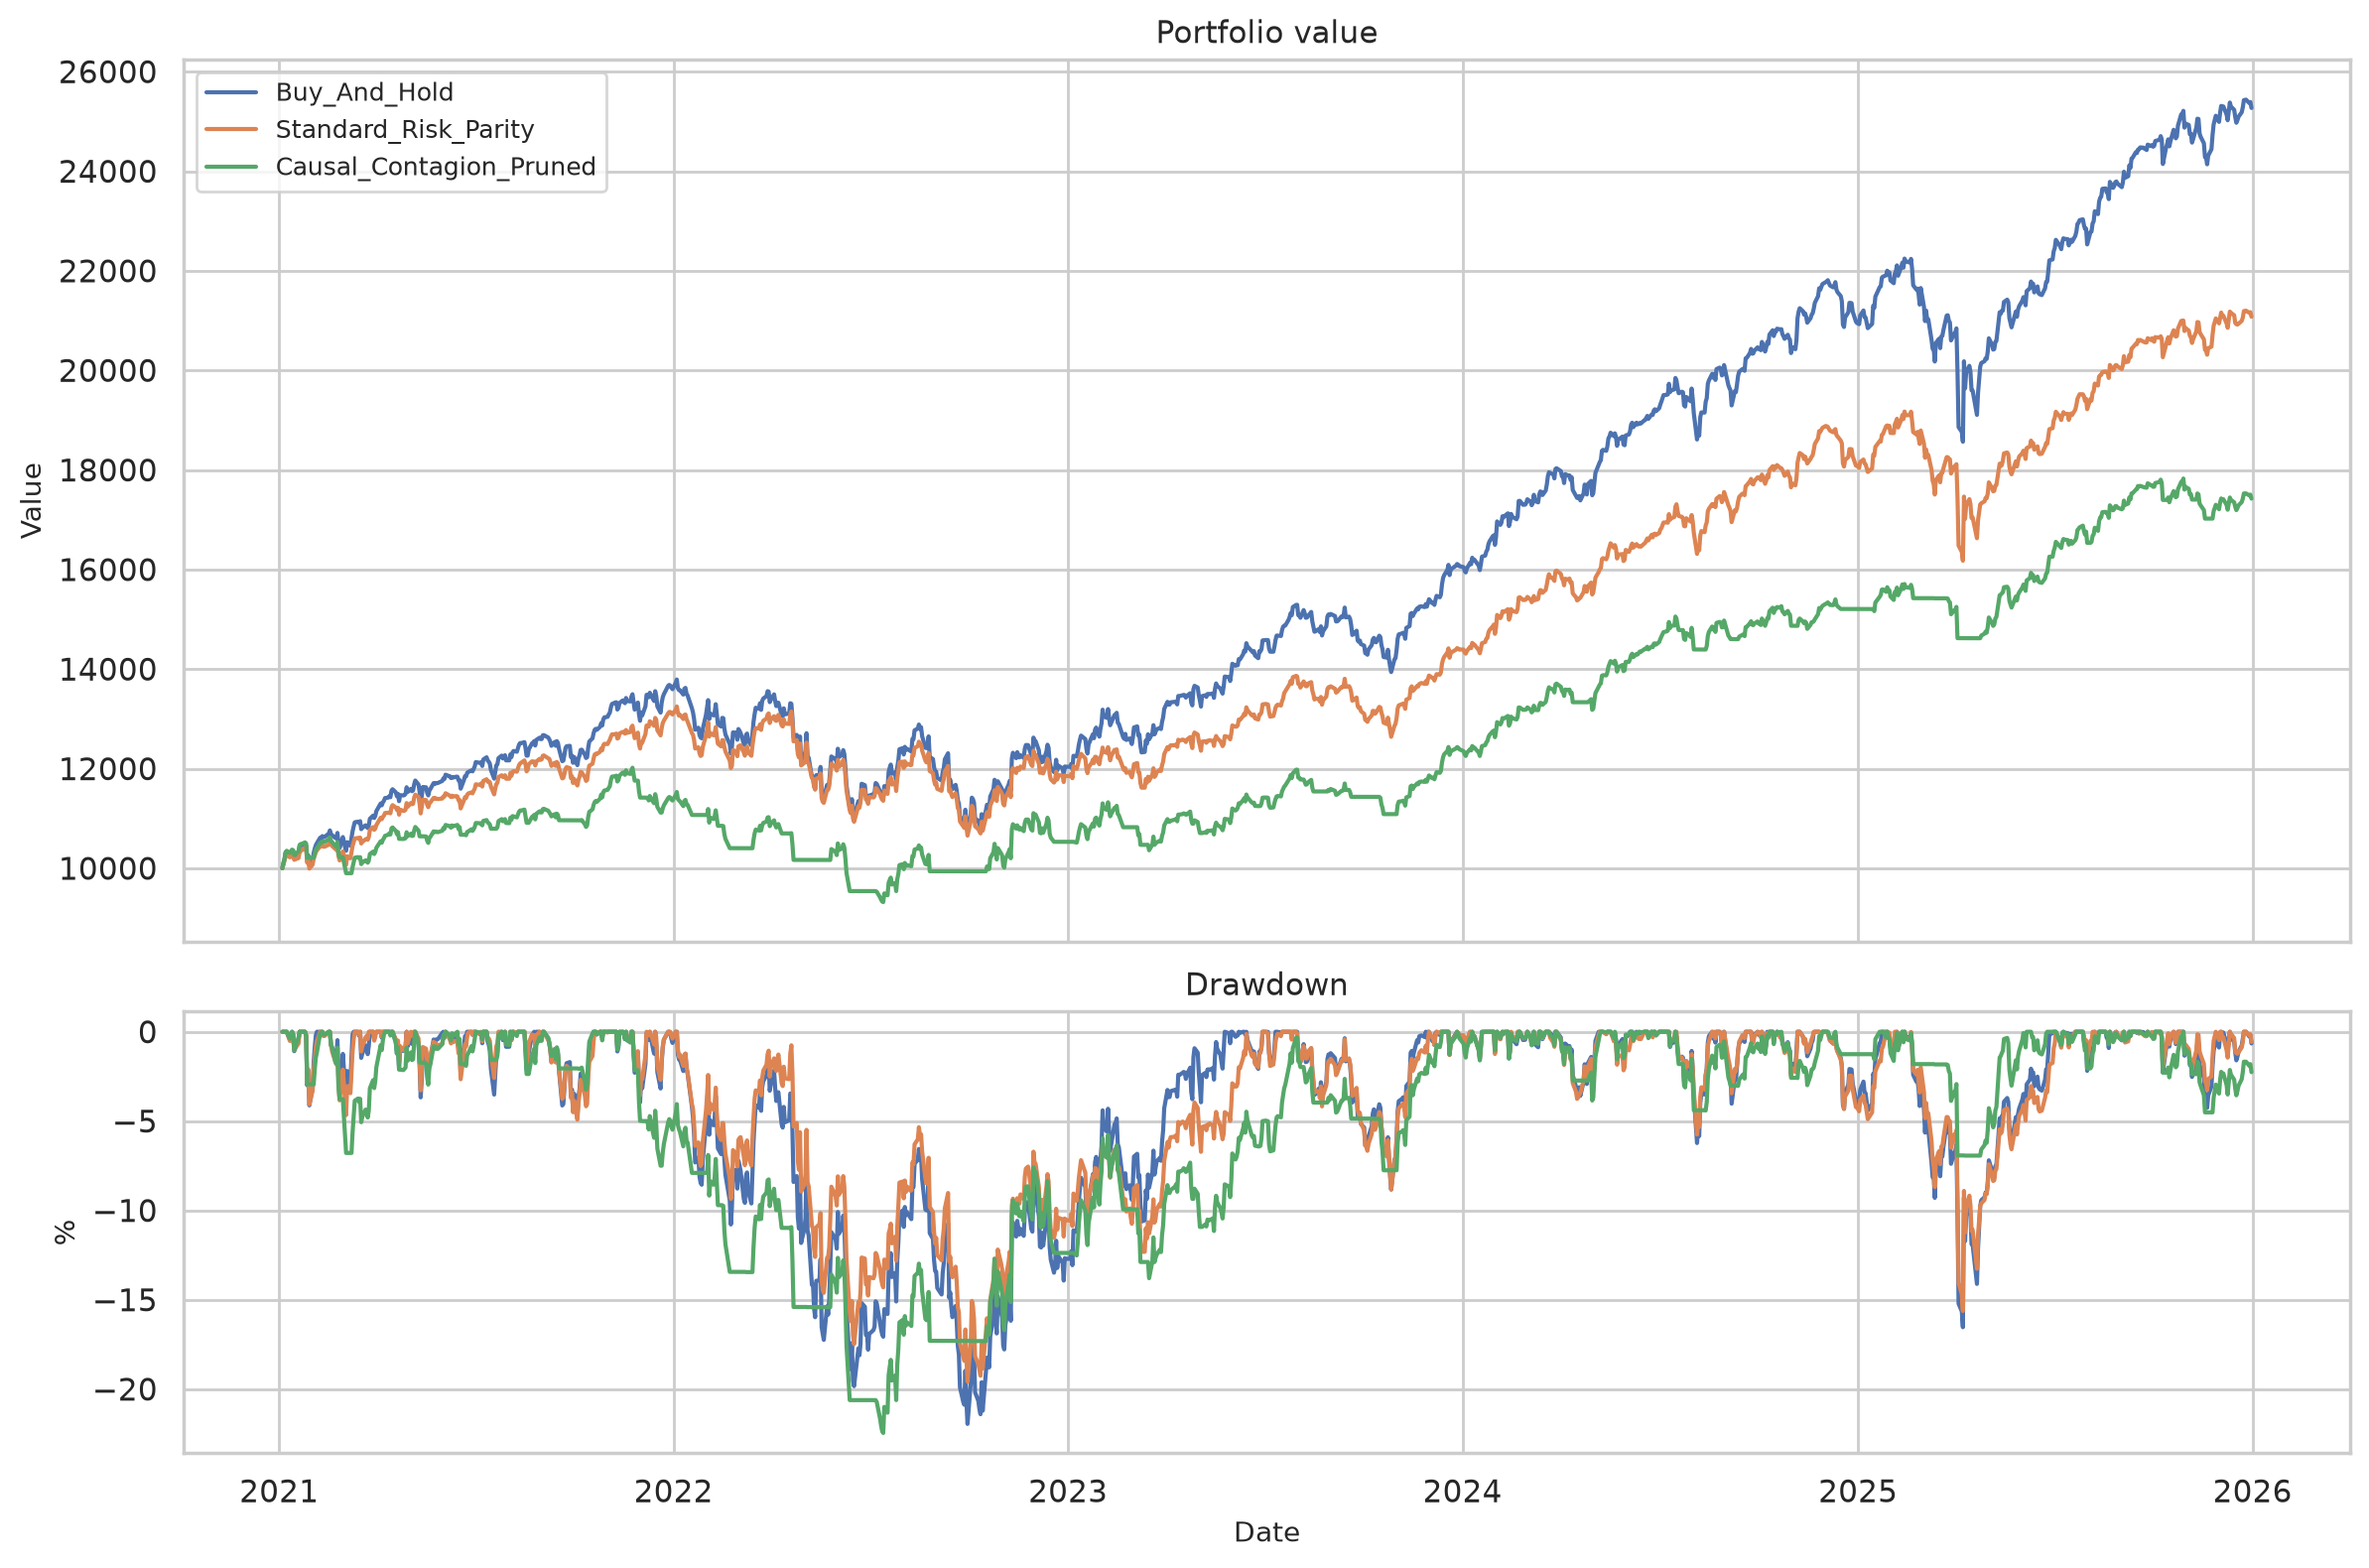 Portfolio value
26000
24000
22000
20000
18000
16000
14000
12000
10000
Value
Buy_And_Hold
Standard_Risk_Parity
Causal_Contagion_Pruned
Drawdown
0
−5
−10
−15
−20
%
2021 2022 2023 2024 2025 2026
Date